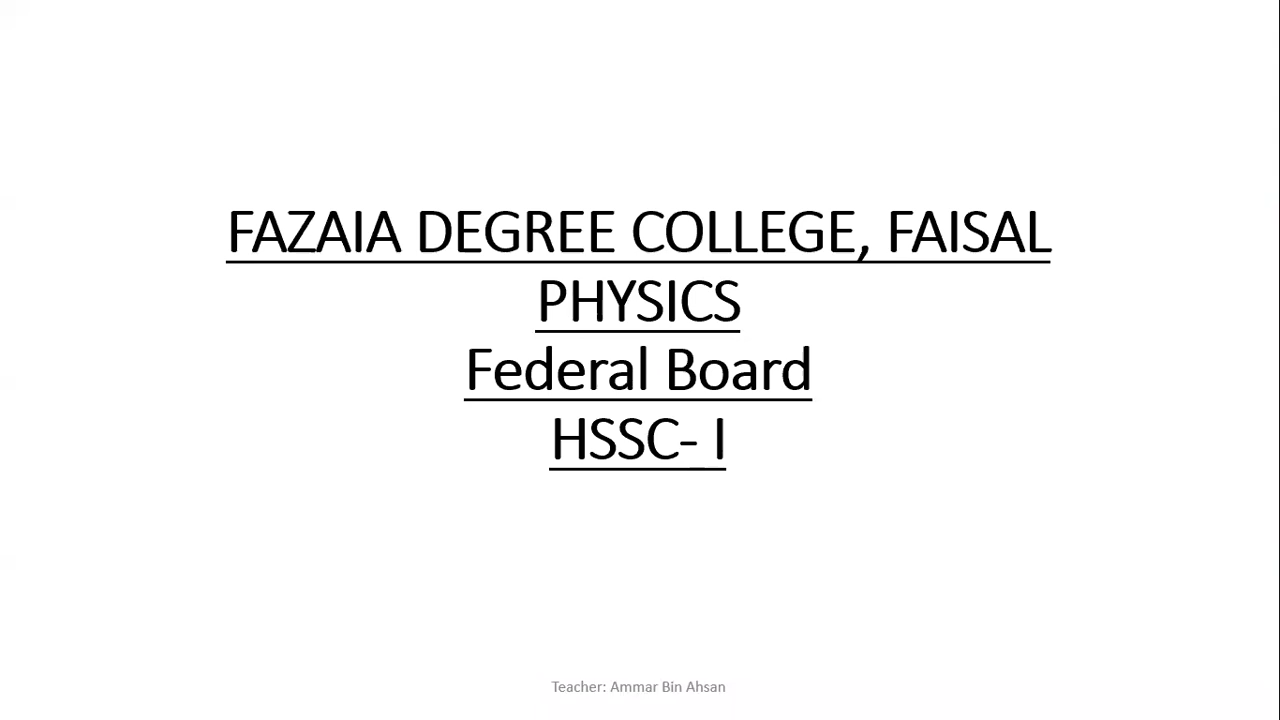 FAZAIA DEGREE COLLEGE, FAISAL
PHYSICS
Federal Board
HSSC- I
Teacher: Ammar Bin Ahsan